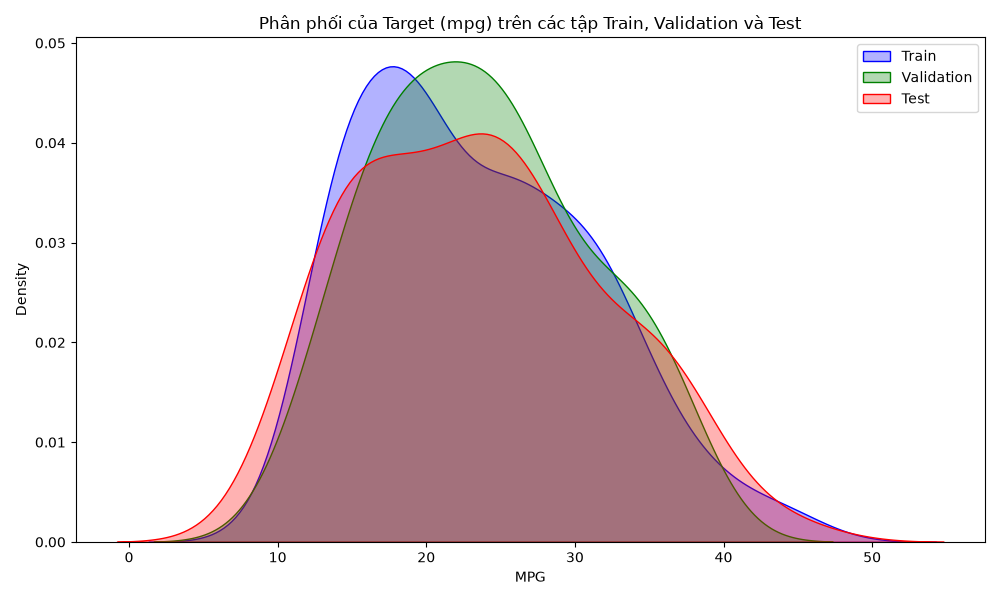 Phân phối của Target (mpg) trên các tập Train, Validation và Test
0.05
0.04
0.03
0.02
0.01
0.00
Density
0
10
20
30
40
50
MPG
Train
Validation
Test